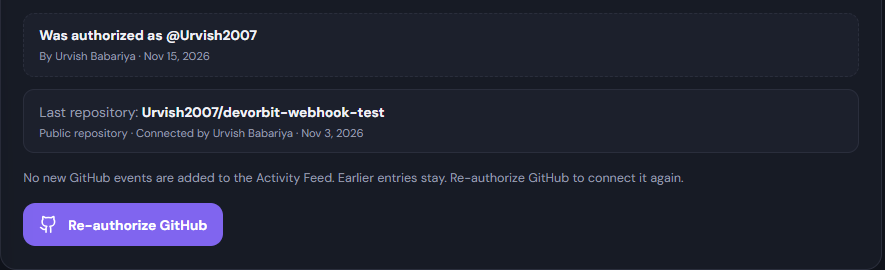 Was authorized as @Urvish2007
By Urvish Babariya · Nov 15, 2026
Last repository: Urvish2007/devorbit-webhook-test
Public repository · Connected by Urvish Babariya · Nov 3, 2026
No new GitHub events are added to the Activity Feed. Earlier entries stay. Re-authorize GitHub to connect it again.
Re-authorize GitHub